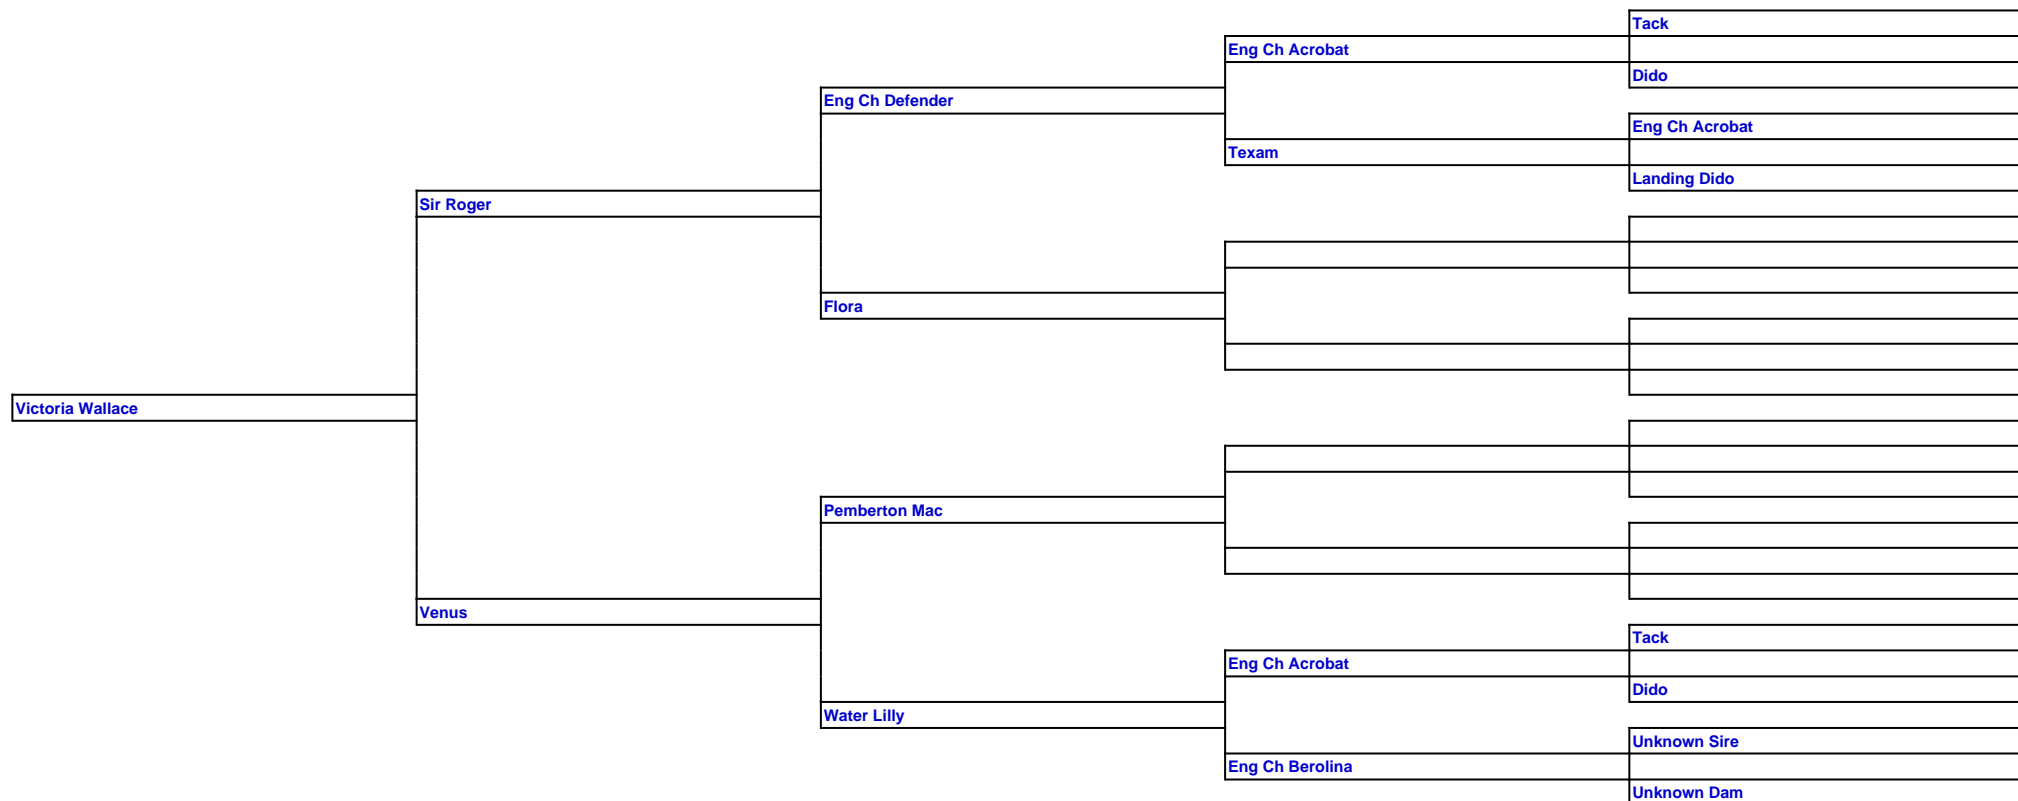 Tack
Eng Ch Acrobat
Dido
Eng Ch Defender
Eng Ch Acrobat
Texam
Landing Dido
Sir Roger
Flora
Victoria Wallace
Pemberton Mac
Venus
Tack
Eng Ch Acrobat
Dido
Water Lilly
Unknown Sire
Eng Ch Berolina
Unknown Dam